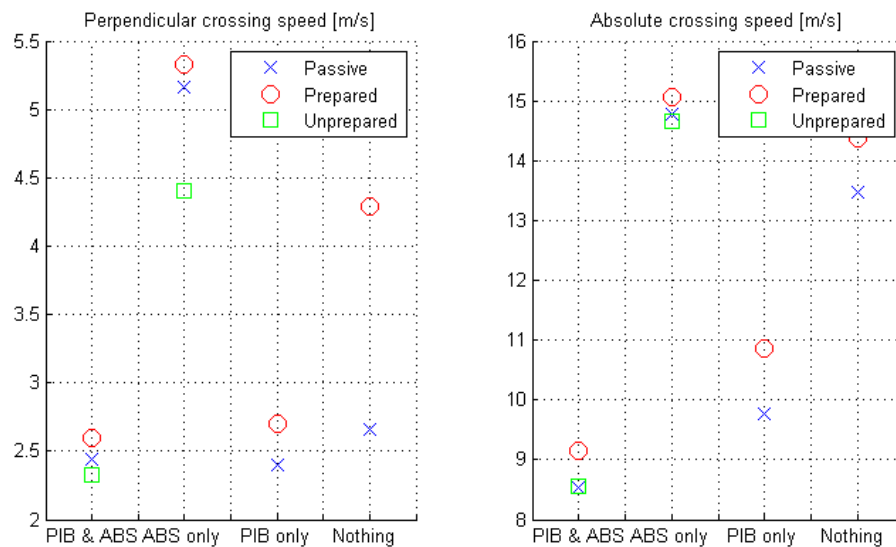 Perpendicular crossing speed [m/s]
5.5
5
4.5
4
3.5
3
2.5
2
Passive
Prepared
Unprepared
PIB & ABS ABS only PIB only Nothing
Absolute crossing speed [m/s]
16
15
14
13
12
11
10
9
8
Passive
Prepared
Unprepared
PIB & ABS ABS only PIB only Nothing